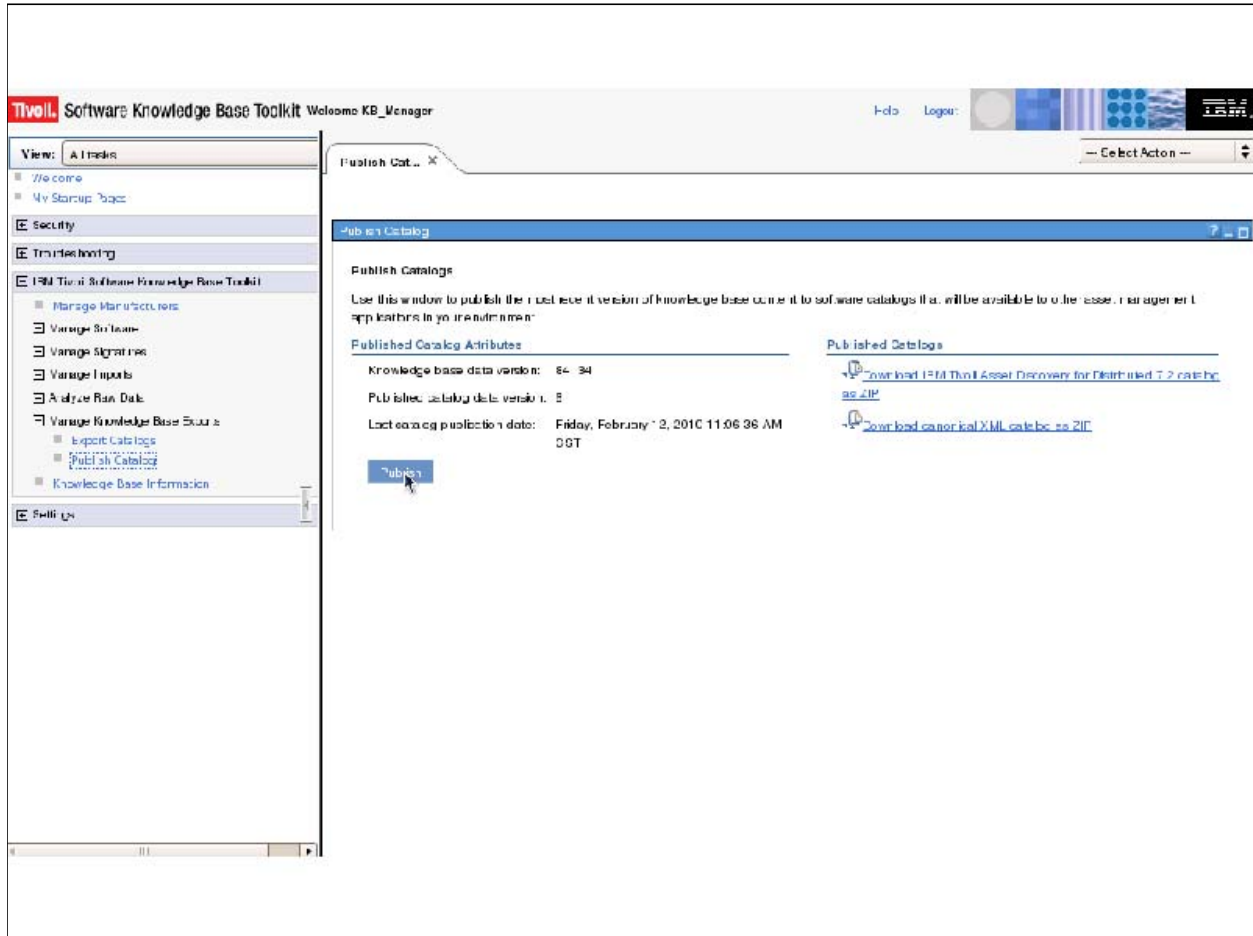 Tivoli. Software Knowledge Base Toolkit Welcome KB_Manager
Help Logout IBM.
View: All tasks
Publish Cat... X
-- Select Action --
Welcome
My Startup Pages
Security
Troubleshooting
IBM Tivoli Software Knowledge Base Toolkit
Manage Manufacturers
Manage Software
Manage Signatures
Manage Imports
Analyze Raw Data
Manage Knowledge Base Exports
Export Catalogs
Publish Catalog
Knowledge Base Information
Settings
Publish Catalog
Publish Catalogs
Use this window to publish the most recent version of knowledge base content to software catalogs that will be available to other asset management
applications in your environment.
Published Catalog Attributes
Knowledge base data version:
Published catalog data version: 8
Last catalog publication date: Friday, February 12, 2010 11:06:36 AM
CST
Publish
Published Catalogs
Download IBM Tivoli Asset Discovery for Distributed 7.2 catalog
as ZIP
Download canonical XML catalog as ZIP